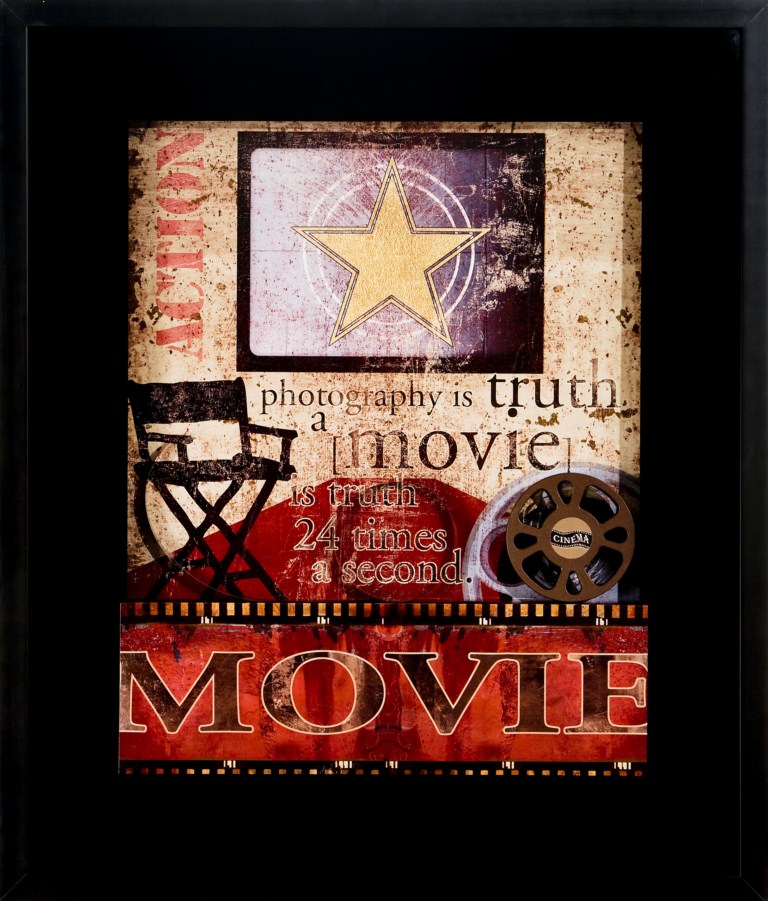 ACTION
photography is truth
a [movie]
is truth
24 times
a second.
CINEMA
MOVIE